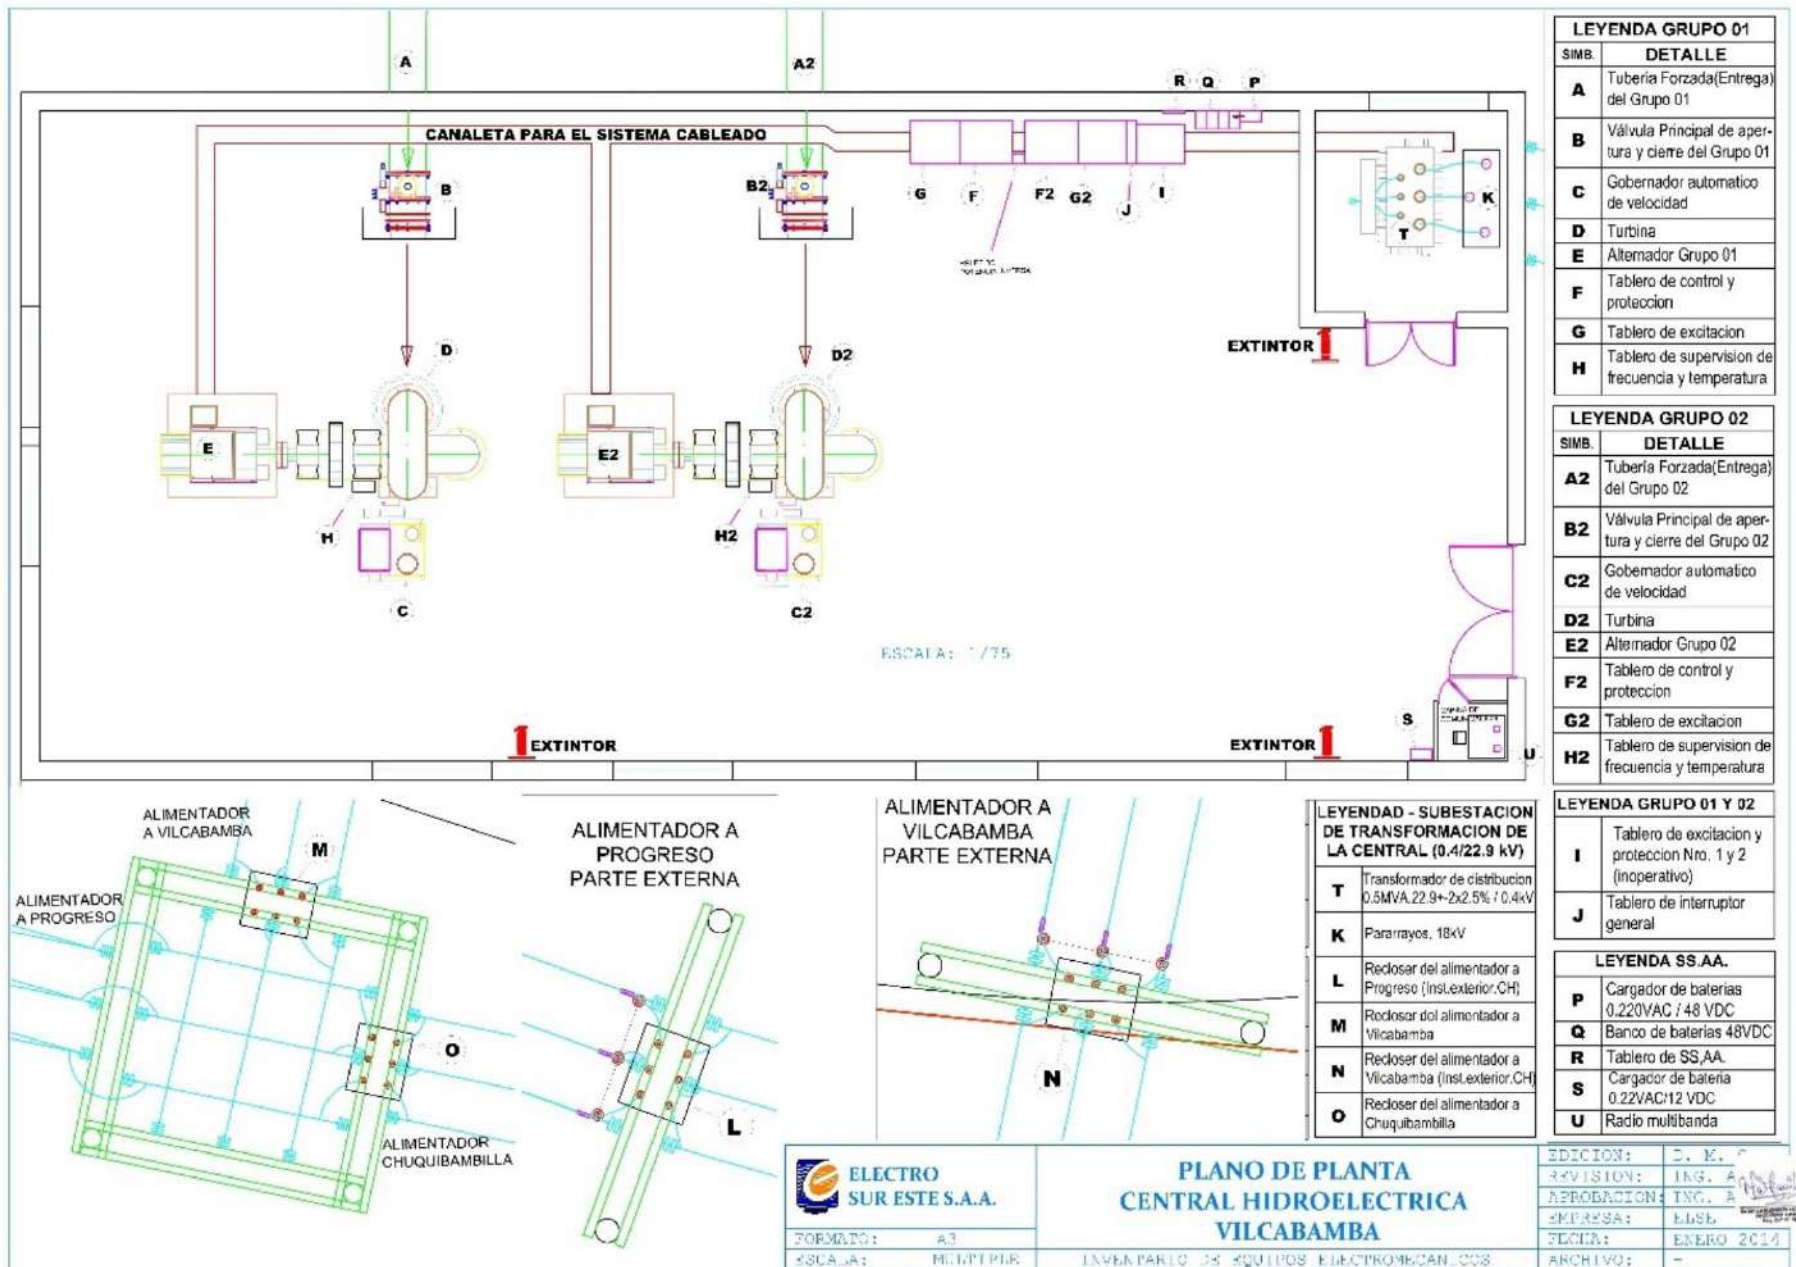 A
A2
R Q P
CANALETA PARA EL SISTEMA CABLEADO
B
B2
G
F
F2
G2
J
I
T
K
EXTINTOR
D
D2
E
E2
H
H2
C
C2
ESCALA: 1/75
S
U
EXTINTOR
EXTINTOR
LEYENDA GRUPO 01
SIMB. DETALLE
A Tubería Forzada(Entrega)
del Grupo 01
B Válvula Principal de aper-
tura y cierre del Grupo 01
C Gobernador automatico
de velocidad
D Turbina
E Alternador Grupo 01
F Tablero de control y
proteccion
G Tablero de excitacion
H Tablero de supervision de
frecuencia y temperatura
LEYENDA GRUPO 02
SIMB. DETALLE
A2 Tubería Forzada(Entrega)
del Grupo 02
B2 Válvula Principal de aper-
tura y cierre del Grupo 02
C2 Gobernador automatico
de velocidad
D2 Turbina
E2 Alternador Grupo 02
F2 Tablero de control y
proteccion
G2 Tablero de excitacion
H2 Tablero de supervision de
frecuencia y temperatura
LEYENDA GRUPO 01 Y 02
I Tablero de excitacion y
proteccion Nro. 1 y 2
(inoperativo)
J Tablero de interruptor
general
LEYENDA SS.AA.
P Cargador de baterias
0.220VAC / 48 VDC
Q Banco de baterias 48VDC
R Tablero de SS,AA.
S Cargador de bateria
0.22VAC/12 VDC
U Radio multibanda
ALIMENTADOR
A VILCABAMBA
M
ALIMENTADOR
A PROGRESO
O
ALIMENTADOR
CHUQUIBAMBILLA
ALIMENTADOR A
PROGRESO
PARTE EXTERNA
L
ALIMENTADOR A
VILCABAMBA
PARTE EXTERNA
N
LEYENDAD - SUBESTACION
DE TRANSFORMACION DE
LA CENTRAL (0.4/22.9 kV)
T Transformador de distribucion
0.5MVA.22.9+-2x2.5% / 0.4kV
K Pararrayos, 18kV
L Recloser del alimentador a
Progreso (Inst.exterior.CH)
M Recloser del alimentador a
Vilcabamba
N Recloser del alimentador a
Vilcabamba (Inst.exterior.CH)
O Recloser del alimentador a
Chuquibambilla
ELECTRO
SUR ESTE S.A.A.
FORMATO: A3
ESCALA: MULTIPLE
PLANO DE PLANTA
CENTRAL HIDROELECTRICA
VILCABAMBA
INVENTARIO DE EQUIPOS ELECTROMECANICOS
EDICION: D. M.
REVISION: ING. A
APROBACION: ING. A
EMPRESA: ELSE
FECHA: ENERO 2014
ARCHIVO: -